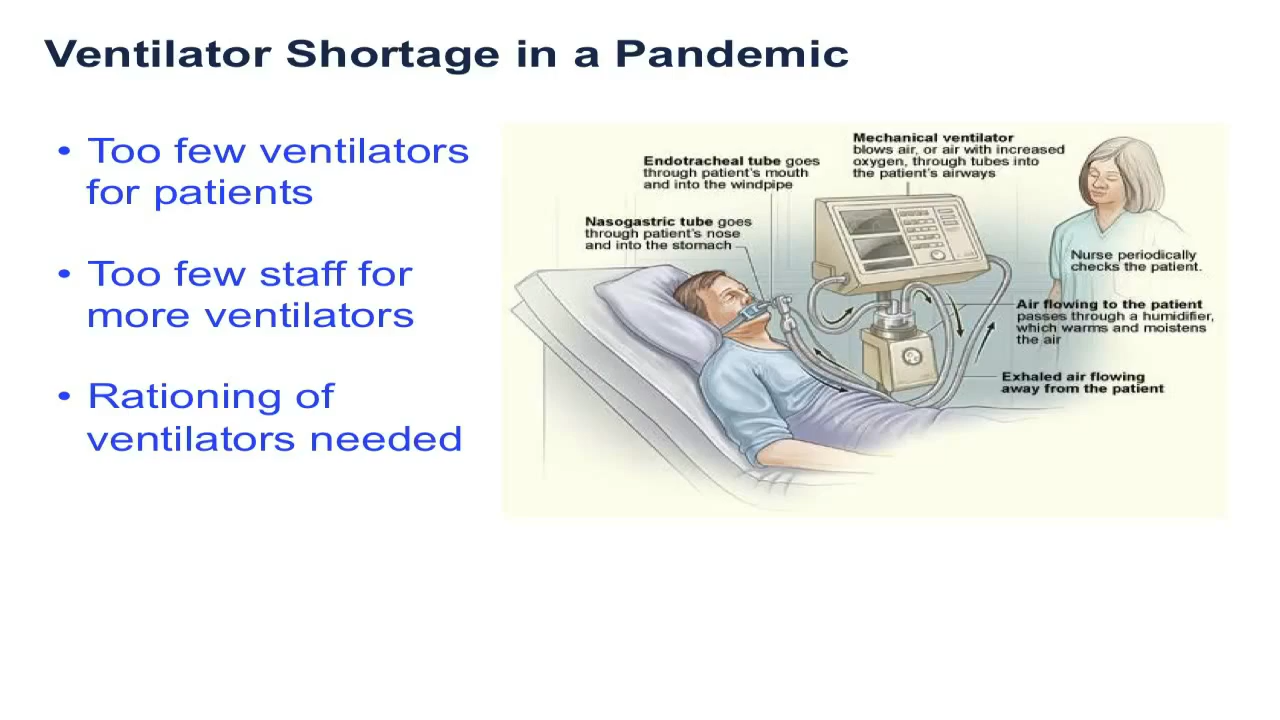 Ventilator Shortage in a Pandemic
• Too few ventilators
for patients
• Too few staff for
more ventilators
• Rationing of
ventilators needed
Endotracheal tube goes
through patient's mouth
and into the windpipe
Nasogastric tube goes
through patient's nose
and into the stomach
Mechanical ventilator
blows air, or air with increased
oxygen, through tubes into
the patient's airways
Nurse periodically
checks the patient.
Air flowing to the patient
passes through a humidifier,
which warms and moistens
the air
Exhaled air flowing
away from the patient